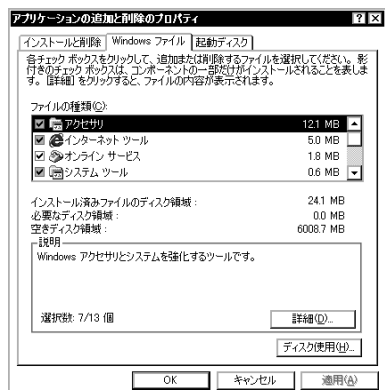 アプリケーションの追加と削除のプロパティ
インストールと削除 Windows ファイル 起動ディスク
各チェック ボックスをクリックして、追加または削除するファイルを選択してください。影
付きのチェック ボックスは、コンポーネントの一部だけがインストールされることを表しま
す。[詳細] をクリックすると、ファイルの内容が表示されます。
ファイルの種類(C):
アクセサリ 12.1 MB
インターネット ツール 5.0 MB
オンライン サービス 1.8 MB
システム ツール 0.6 MB
インストール済みファイルのディスク領域 : 24.1 MB
必要なディスク領域 : 0.0 MB
空きディスク領域 : 6008.7 MB
説明
Windows アクセサリとシステムを強化するツールです。
選択数: 7/13 個
詳細(D)...
ディスク使用(H)...
OK キャンセル 適用(A)